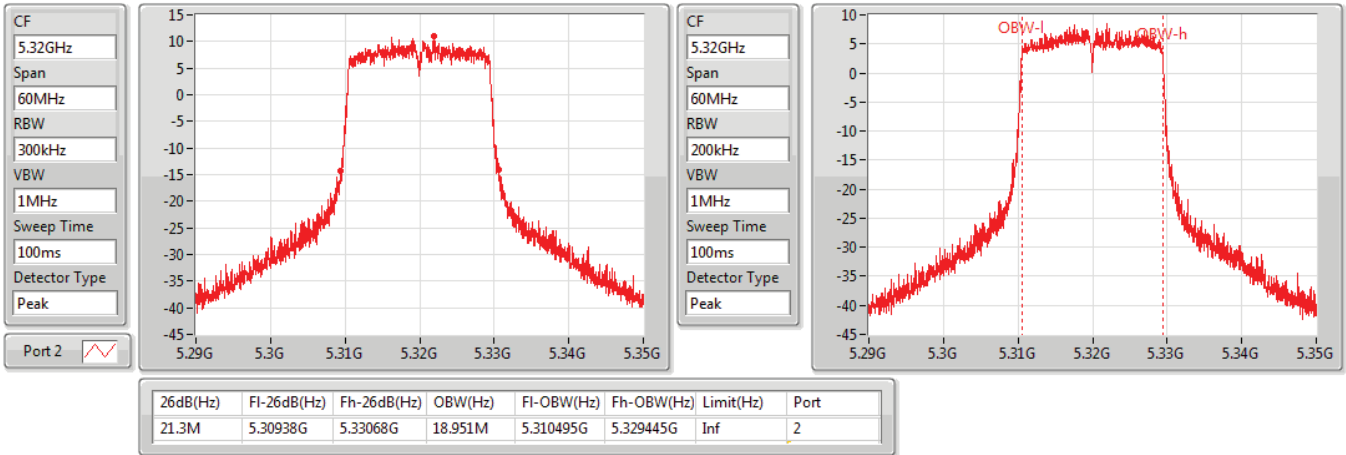 CF
5.32GHz
Span
60MHz
RBW
300kHz
VBW
1MHz
Sweep Time
100ms
Detector Type
Peak
Port 2
15
10
5
0
-5
-10
-15
-20
-25
-30
-35
-40
-45
5.29G 5.3G 5.31G 5.32G 5.33G 5.34G 5.35G
CF
5.32GHz
Span
60MHz
RBW
200kHz
VBW
1MHz
Sweep Time
100ms
Detector Type
Peak
10
5
0
-5
-10
-15
-20
-25
-30
-35
-40
-45
OBW-l
OBW-h
5.29G 5.3G 5.31G 5.32G 5.33G 5.34G 5.35G
26dB(Hz) Fl-26dB(Hz) Fh-26dB(Hz) OBW(Hz) Fl-OBW(Hz) Fh-OBW(Hz) Limit(Hz) Port
21.3M 5.30938G 5.33068G 18.951M 5.310495G 5.329445G Inf 2